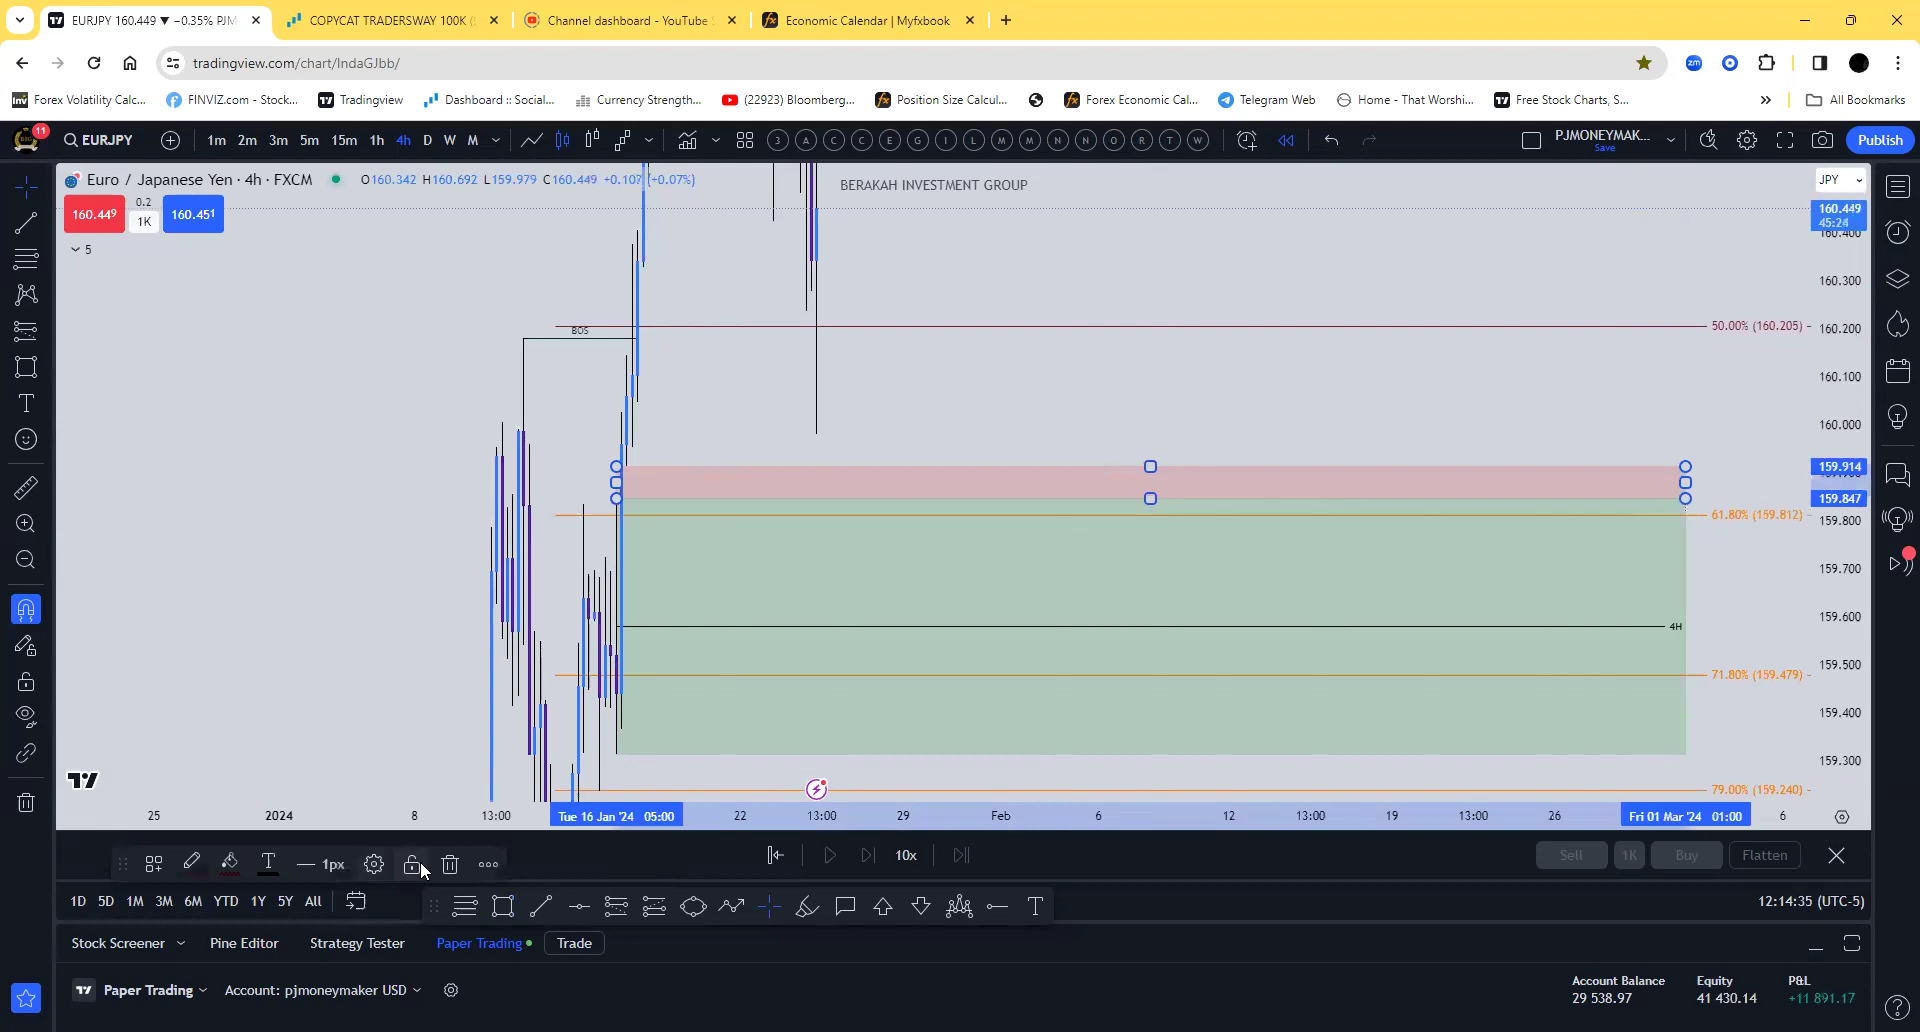 EURJPY 160.449 ▼ −0.35% PJM
COPYCAT TRADERSWAY 100K (
Channel dashboard - YouTube S
Economic Calendar | Myfxbook
tradingview.com/chart/IndaGJbb/
zm
Forex Volatility Calc...
FINVIZ.com - Stock...
Tradingview
Dashboard :: Social...
Currency Strength...
(22923) Bloomberg...
Position Size Calcul...
Forex Economic Cal...
Telegram Web
Home - That Worshi...
Free Stock Charts, S...
All Bookmarks
11
EURJPY
1m 2m 3m 5m 15m 1h 4h D W M
3 A C C E G I L M M N N O R T W
PJMONEYMAK...
Save
Publish
Euro / Japanese Yen · 4h · FXCM
O160.342 H160.692 L159.979 C160.449 +0.107 (+0.07%)
BERAKAH INVESTMENT GROUP
JPY
160.449
0.2
1K
160.451
5
160.449
45:24
160.400
160.300
BOS
50.00% (160.205)
160.200
160.100
160.000
159.914
159.847
61.80% (159.812)
159.800
159.700
159.600
4H
159.500
71.80% (159.479)
159.400
159.300
79.00% (159.240)
25 2024 8 13:00 Tue 16 Jan '24 05:00 22 13:00 29 Feb 6 12 13:00 19 13:00 26 Fri 01 Mar '24 01:00 6
1px
10x
Sell 1K Buy Flatten
1D 5D 1M 3M 6M YTD 1Y 5Y All
12:14:35 (UTC-5)
Stock Screener Pine Editor Strategy Tester Paper Trading Trade
Paper Trading Account: pjmoneymaker USD
Account Balance Equity P&L
29 538.97 41 430.14 +11 891.17